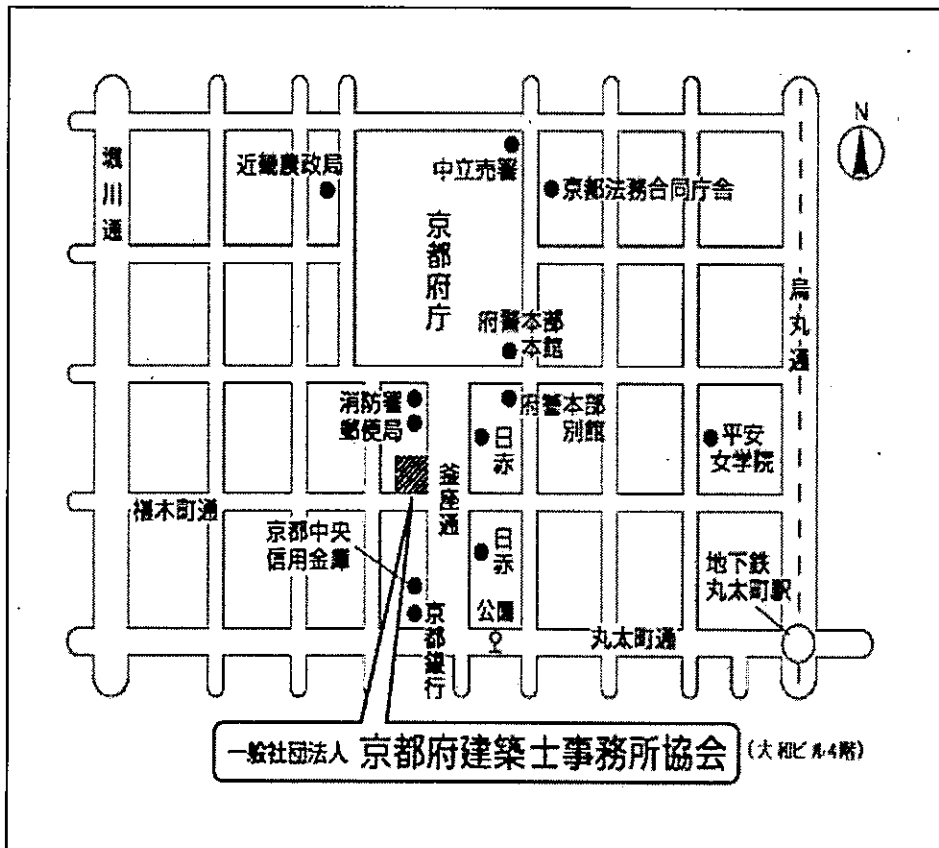 N
堀川通
近畿農政局
中立売署
京都法務合同庁舎
京都府庁
烏丸通
府警本部
本館
消防署
郵便局
府警本部
別館
日赤
平安
女学院
釜座通
椹木町通
京都中央
信用金庫
日赤
地下鉄
丸太町駅
公園
京都銀行
丸太町通
一般社団法人 京都府建築士事務所協会 (大和ビル4階)